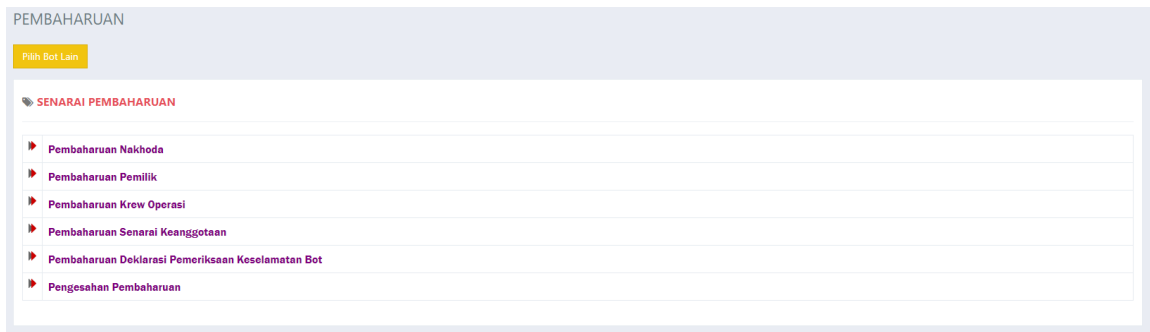 PEMBAHARUAN
Pilih Bot Lain
SENARAI PEMBAHARUAN
Pembaharuan Nakhoda
Pembaharuan Pemilik
Pembaharuan Krew Operasi
Pembaharuan Senarai Keanggotaan
Pembaharuan Deklarasi Pemeriksaan Keselamatan Bot
Pengesahan Pembaharuan